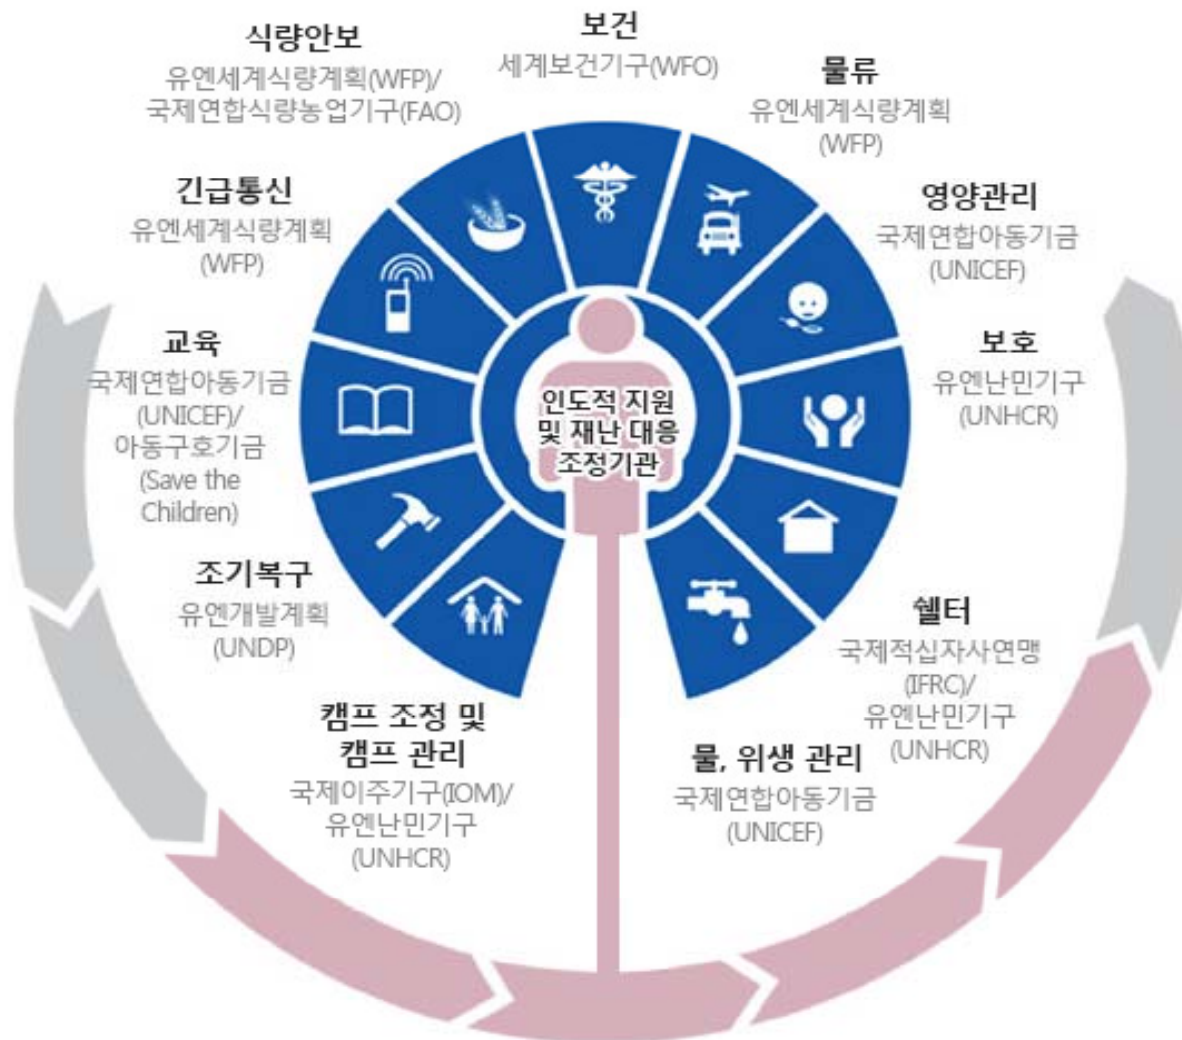 식량안보
유엔세계식량계획(WFP)/
국제연합식량농업기구(FAO)
보건
세계보건기구(WFO)
물류
유엔세계식량계획
(WFP)
긴급통신
유엔세계식량계획
(WFP)
영양관리
국제연합아동기금
(UNICEF)
교육
국제연합아동기금
(UNICEF)/
아동구호기금
(Save the
Children)
인도적 지원
및 재난 대응
조정기관
보호
유엔난민기구
(UNHCR)
조기복구
유엔개발계획
(UNDP)
쉘터
국제적십자사연맹
(IFRC)/
유엔난민기구
(UNHCR)
캠프 조정 및
캠프 관리
국제이주기구(IOM)/
유엔난민기구
(UNHCR)
물, 위생 관리
국제연합아동기금
(UNICEF)